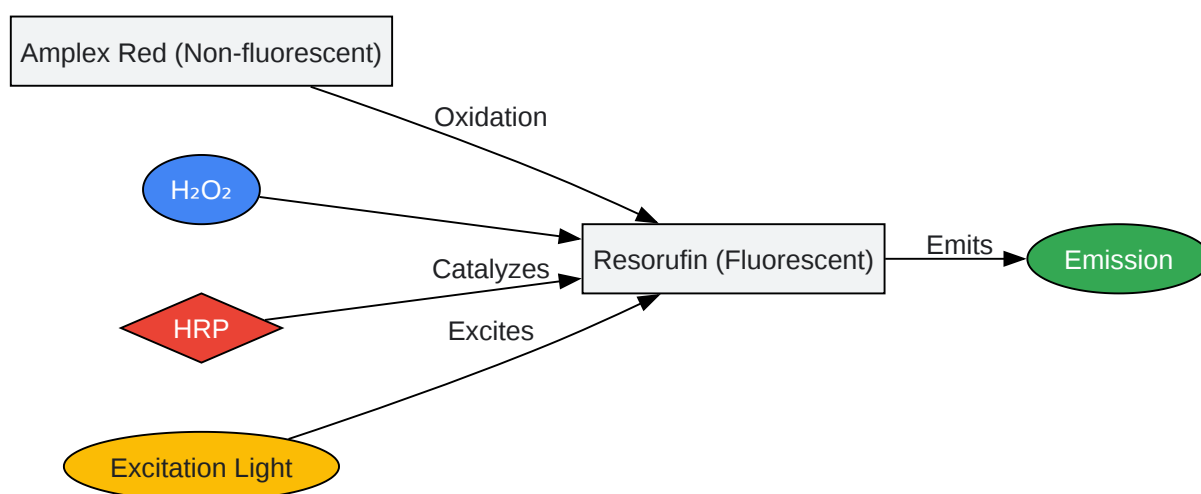 Amplex Red (Non-fluorescent)
Oxidation
H₂O₂
Resorufin (Fluorescent)
Emits
Emission
Catalyzes
HRP
Excites
Excitation Light